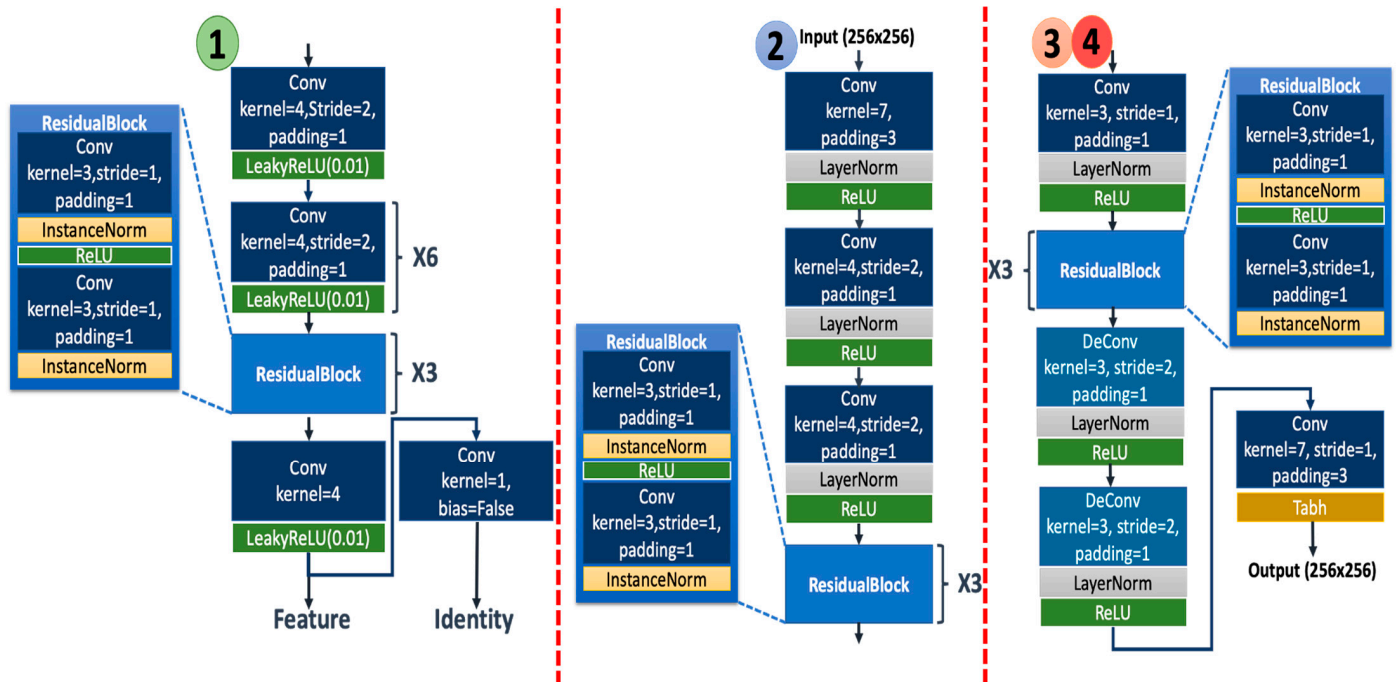 1
Conv
kernel=4,Stride=2,
padding=1
LeakyReLU(0.01)
Conv
kernel=4,stride=2,
padding=1
LeakyReLU(0.01)
X6
ResidualBlock
Conv
kernel=3,stride=1,
padding=1
InstanceNorm
ReLU
Conv
kernel=3,stride=1,
padding=1
InstanceNorm
ResidualBlock
X3
Conv
kernel=4
LeakyReLU(0.01)
Conv
kernel=1,
bias=False
Feature
Identity
2
Input (256x256)
Conv
kernel=7,
padding=3
LayerNorm
ReLU
Conv
kernel=4,stride=2,
padding=1
LayerNorm
ReLU
Conv
kernel=4,stride=2,
padding=1
LayerNorm
ReLU
ResidualBlock
Conv
kernel=3,stride=1,
padding=1
InstanceNorm
ReLU
Conv
kernel=3,stride=1,
padding=1
InstanceNorm
ResidualBlock
X3
3 4
Conv
kernel=3, stride=1,
padding=1
LayerNorm
ReLU
ResidualBlock
Conv
kernel=3,stride=1,
padding=1
InstanceNorm
ReLU
Conv
kernel=3,stride=1,
padding=1
InstanceNorm
X3
ResidualBlock
DeConv
kernel=3, stride=2,
padding=1
LayerNorm
ReLU
DeConv
kernel=3, stride=2,
padding=1
LayerNorm
ReLU
Conv
kernel=7, stride=1,
padding=3
Tabh
Output (256x256)